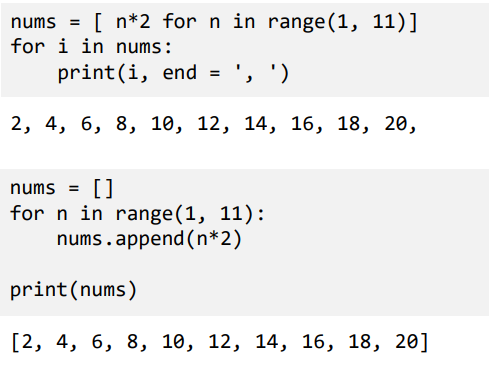 nums = [ n*2 for n in range(1, 11)]
for i in nums:
    print(i, end = ', ')
2, 4, 6, 8, 10, 12, 14, 16, 18, 20,
nums = []
for n in range(1, 11):
    nums.append(n*2)
print(nums)
[2, 4, 6, 8, 10, 12, 14, 16, 18, 20]